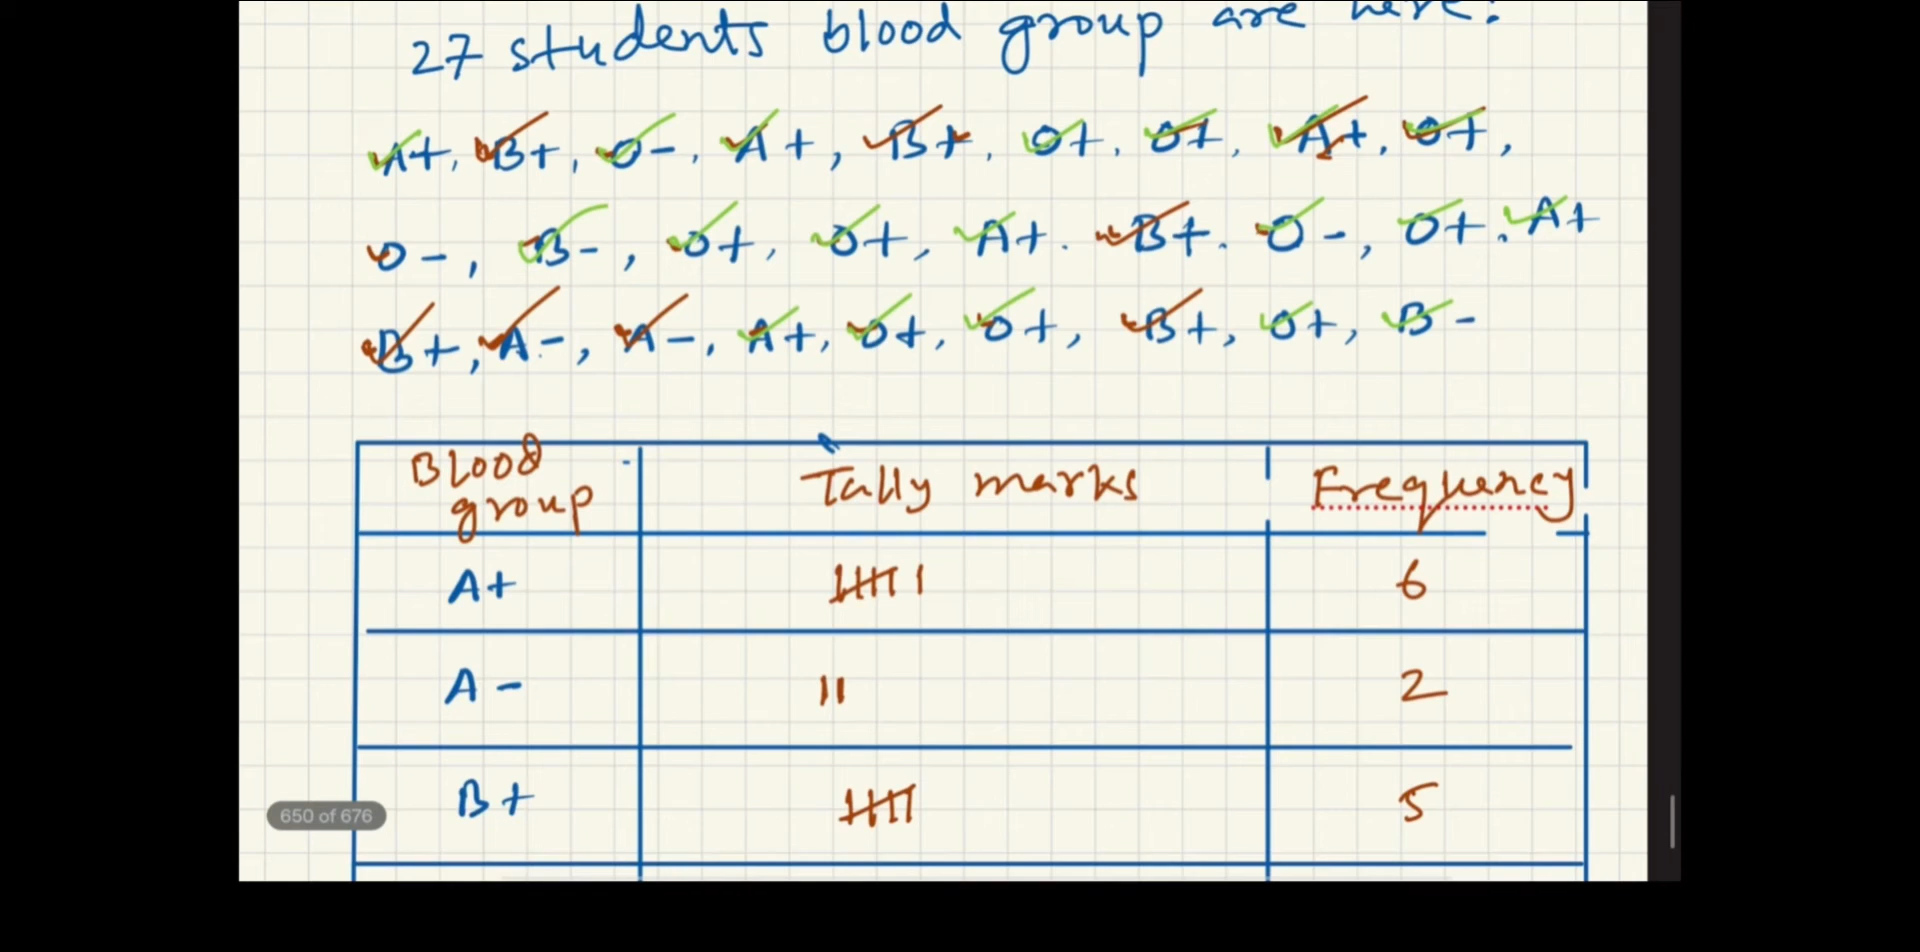 27 students blood group are here:
A+, B+, O-, A+, B+, O+, O+, A+, O+,
O-, B-, O+, O+, A+, B+, O-, O+, A+
B+, A-, A-, A+, O+, O+, B+, O+, B-
Blood group Tally marks Frequency
A+ 6
A- 2
B+ 5
650 of 676